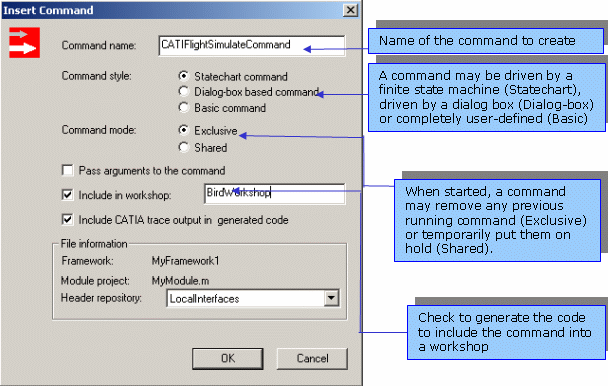 Insert Command
Command name:
CATIFlightSimulateCommand
Command style:
Statechart command
Dialog-box based command
Basic command
Command mode:
Exclusive
Shared
Pass arguments to the command
Include in workshop:
BirdWorkshop
Include CATIA trace output in generated code
File information
Framework:
MyFramework1
Module project:
MyModule.m
Header repository:
LocalInterfaces
OK
Cancel
Name of the command to create
A command may be driven by a
finite state machine (Statechart),
driven by a dialog box (Dialog-box)
or completely user-defined (Basic)
When started, a command
may remove any previous
running command (Exclusive)
or temporarily put them on
hold (Shared).
Check to generate the code
to include the command into
a workshop